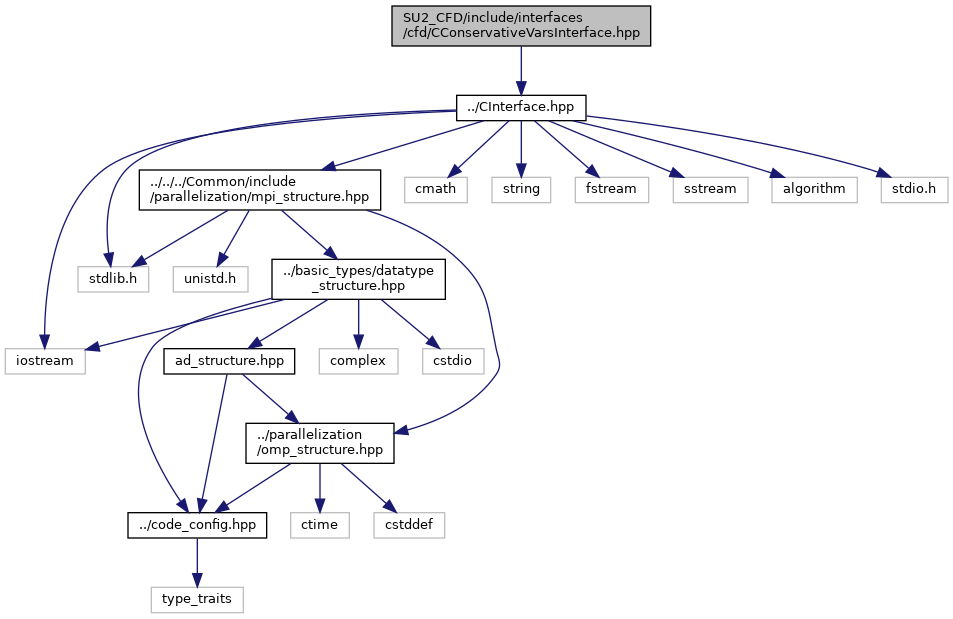 SU2_CFD/include/interfaces
/cfd/CConservativeVarsInterface.hpp
../CInterface.hpp
../../../Common/include
/parallelization/mpi_structure.hpp
cmath
string
fstream
sstream
algorithm
stdio.h
stdlib.h
unistd.h
../basic_types/datatype
_structure.hpp
iostream
ad_structure.hpp
complex
cstdio
../parallelization
/omp_structure.hpp
../code_config.hpp
ctime
cstddef
type_traits